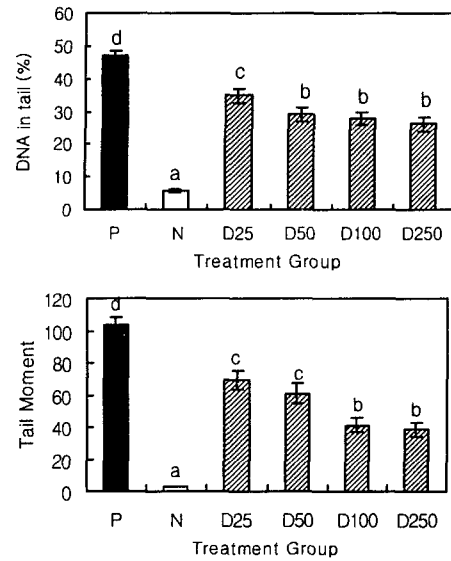 60
50
40
30
20
10
0
DNA in tail (%)
d
a
c
b
b
b
P N D25 D50 D100 D250
Treatment Group
120
100
80
60
40
20
0
Tail Moment
d
a
c
c
b
b
P N D25 D50 D100 D250
Treatment Group